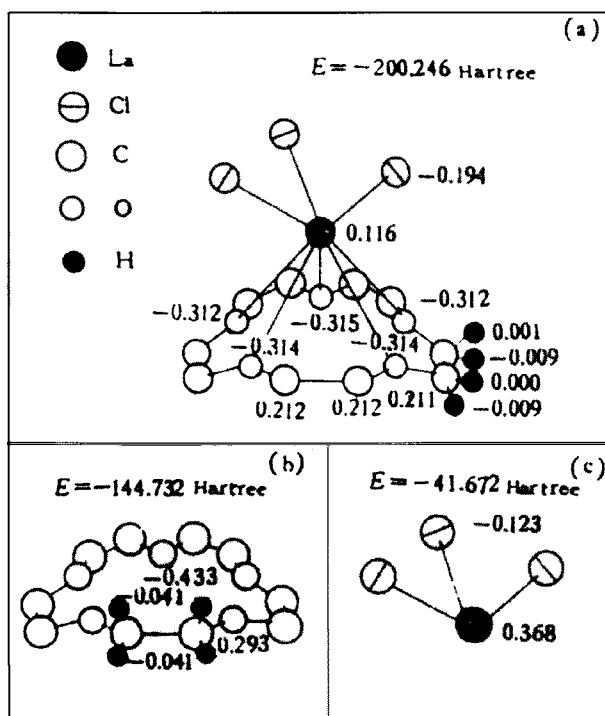 (a)
La
E=−200.246 Hartree
Cl
C
−0.194
O
0.116
H
−0.312
−0.312
−0.315
0.001
−0.314
−0.314
−0.009
0.000
0.212
0.212
0.211
−0.009
(b)
E=−144.732 Hartree
−0.433
−0.041
0.293
−0.041
(c)
E=−41.672 Hartree
−0.123
0.368